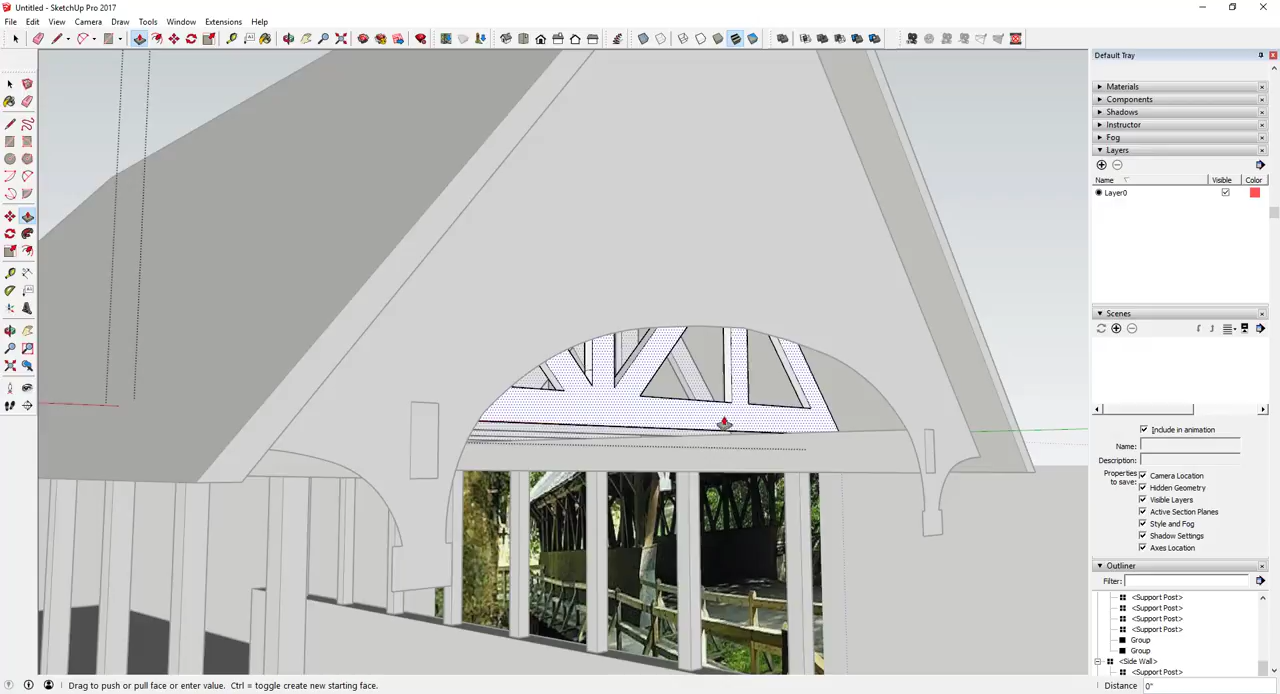 Untitled - SketchUp Pro 2017
File Edit View Camera Draw Tools Window Extensions Help
Default Tray
Materials
Components
Shadows
Instructor
Fog
Layers
Name Visible Color
Layer0
Scenes
Include in animation
Name:
Description:
Properties to save:
Camera Location
Hidden Geometry
Visible Layers
Active Section Planes
Style and Fog
Shadow Settings
Axes Location
Outliner
Filter:
<Support Post>
<Support Post>
<Support Post>
<Support Post>
Group
Group
<Side Wall>
<Support Post>
Drag to push or pull face or enter value. Ctrl = toggle create new starting face.
Distance 0"